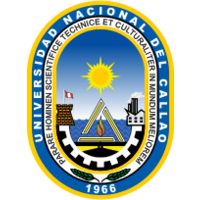 UNIVERSIDAD NACIONAL DEL CALLAO
PARARE HOMINEM SCIENTIFICE TECHNICE ET CULTURALITER IN MUNDUM MELIOREM
1966